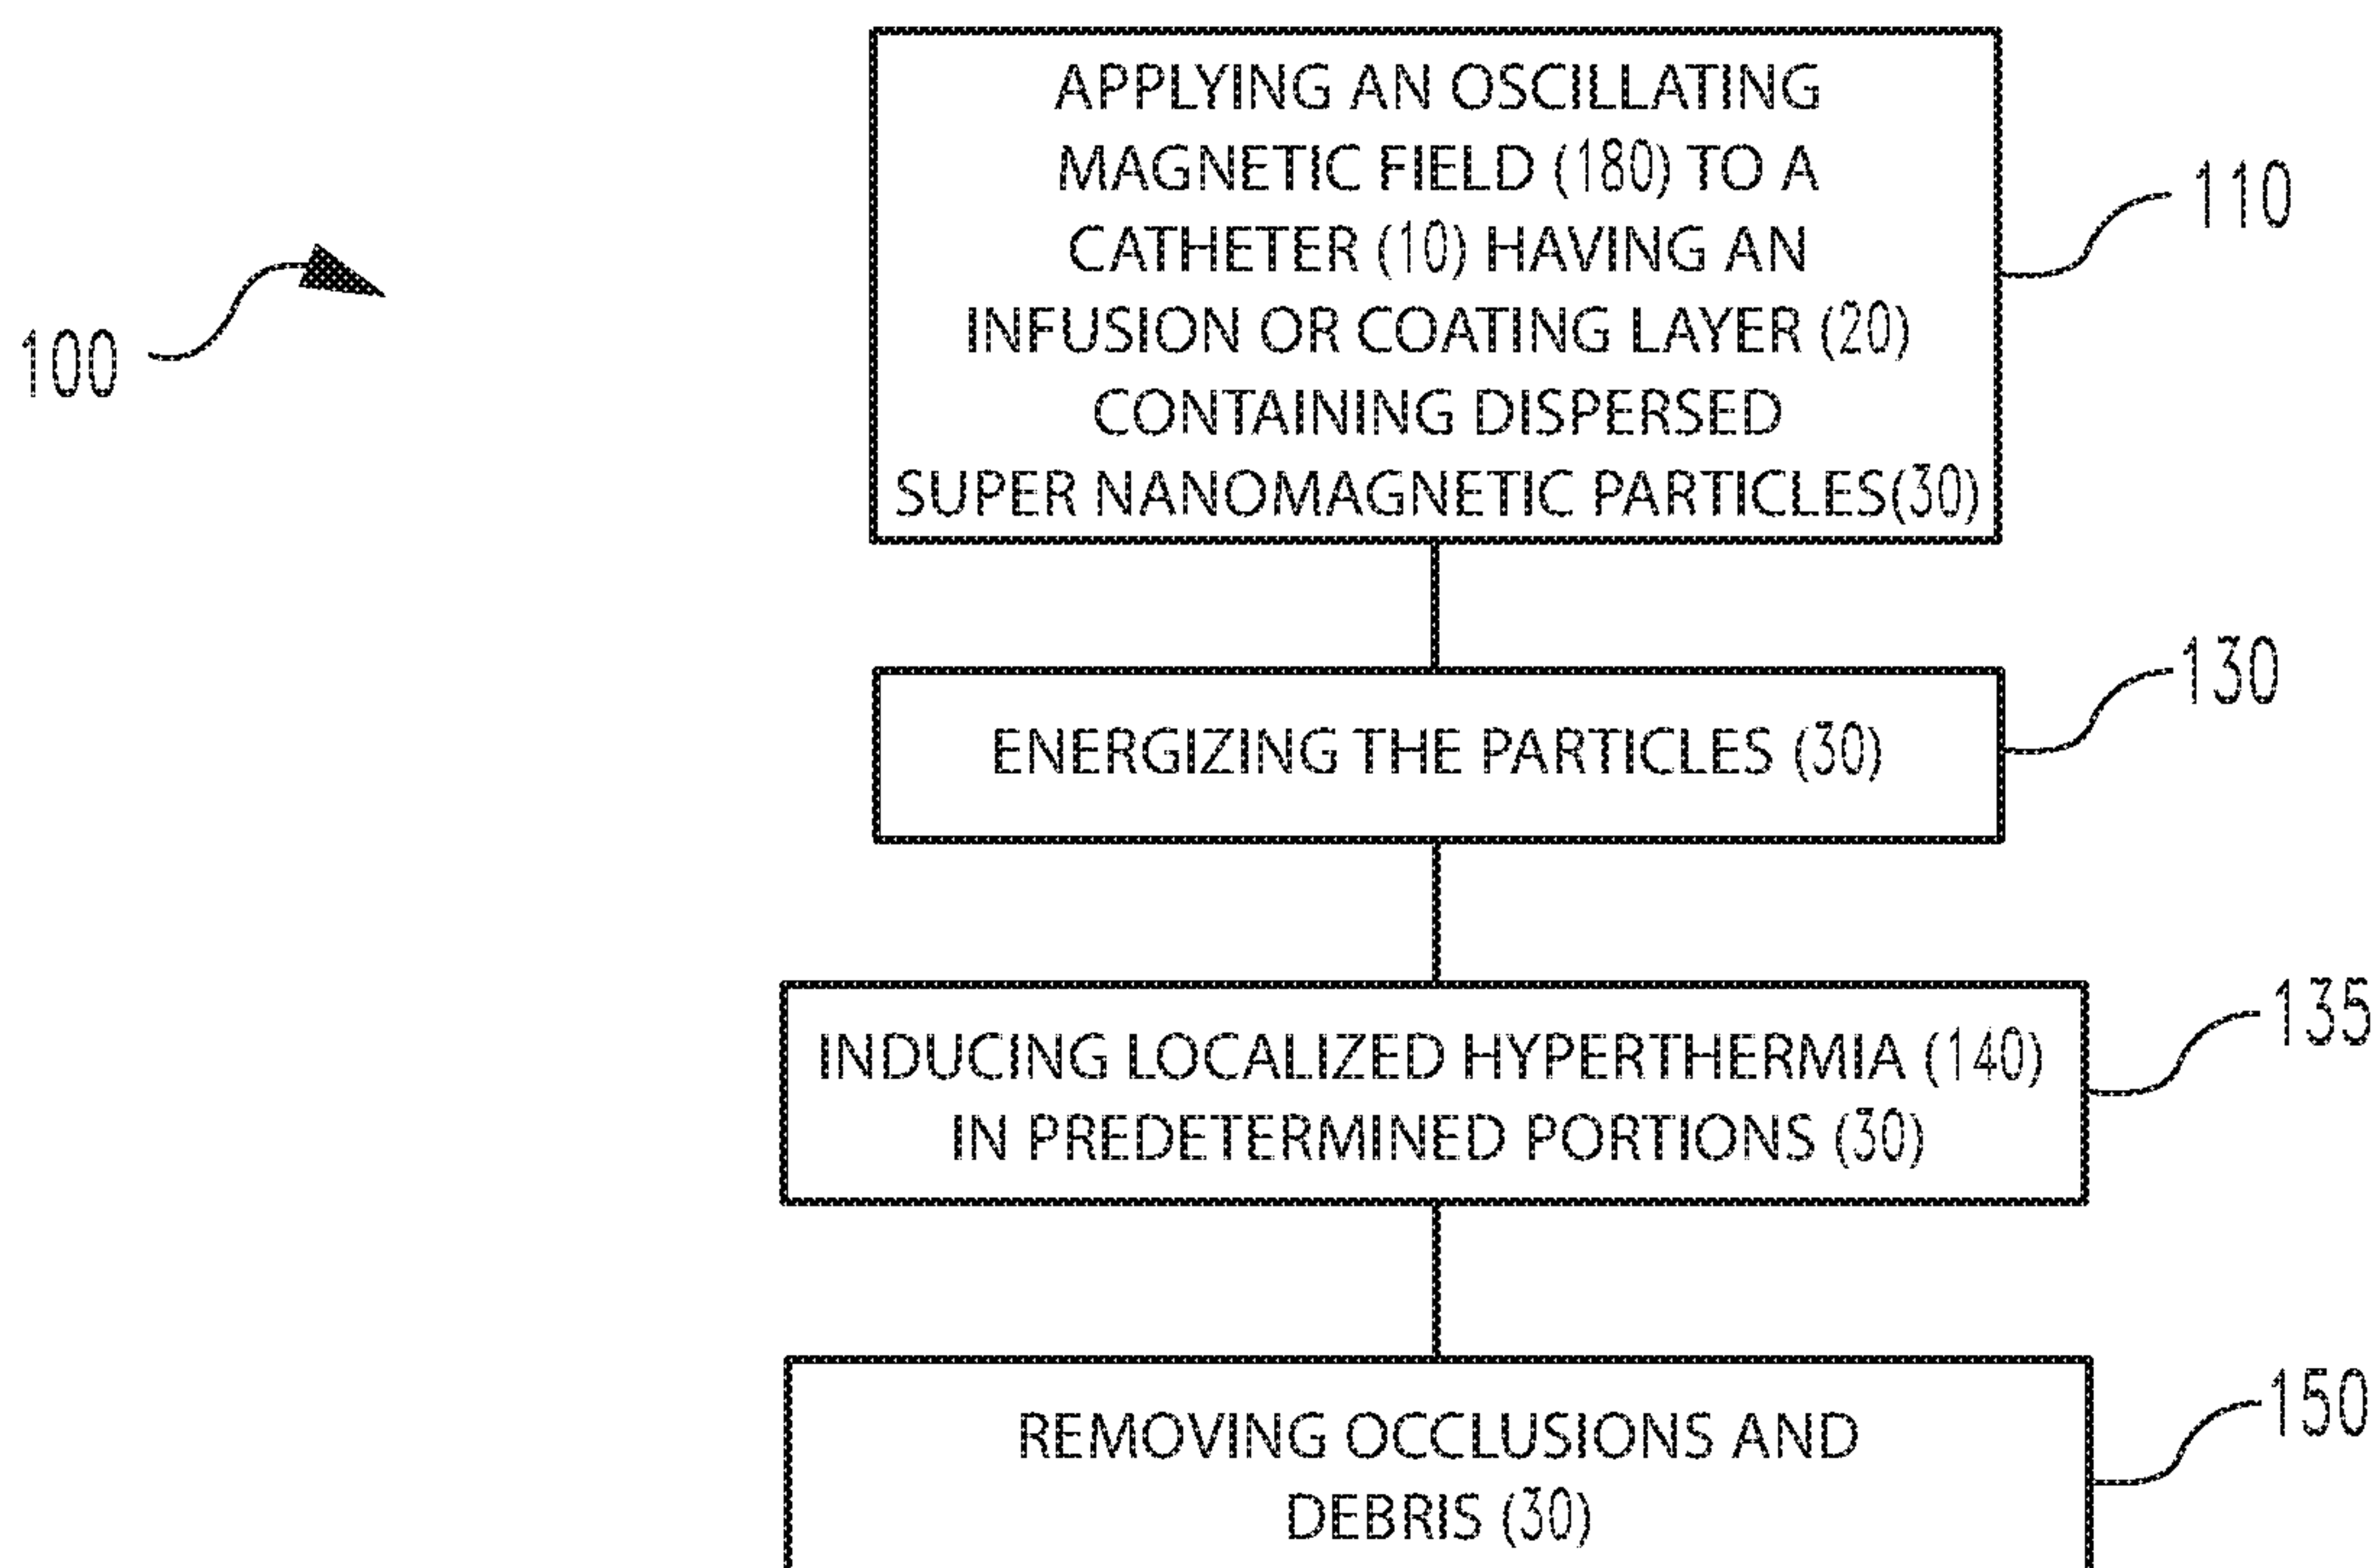 APPLYING AN OSCILLATING
MAGNETIC FIELD (180) TO A
CATHETER (10) HAVING AN
INFUSION OR COATING LAYER (20)
CONTAINING DISPERSED
SUPER NANOMAGNETIC PARTICLES(30)
110
100
ENERGIZING THE PARTICLES (30)
130
INDUCING LOCALIZED HYPERTHERMIA (140)
IN PREDETERMINED PORTIONS (30)
135
REMOVING OCCLUSIONS AND
DEBRIS (30)
150